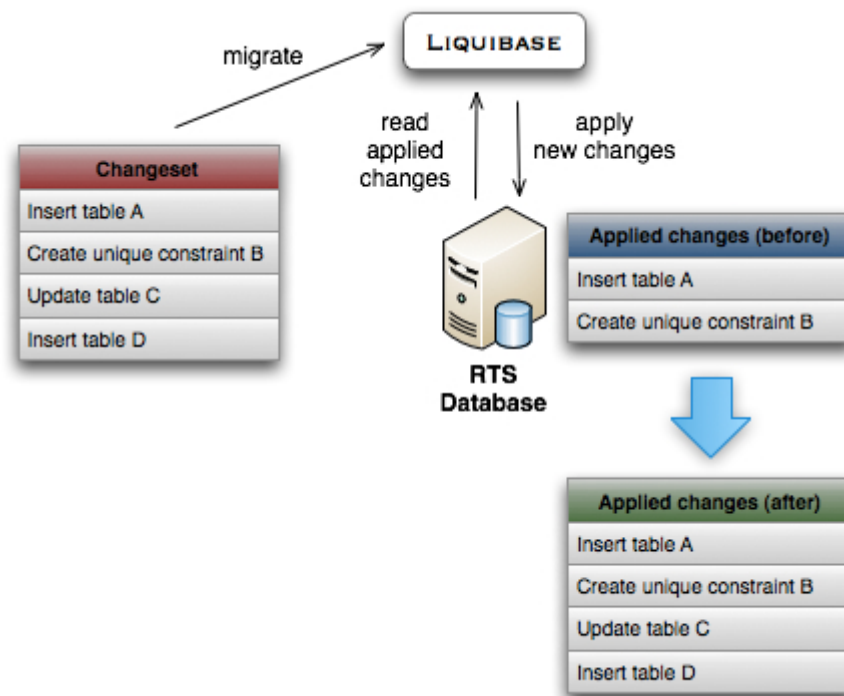 LIQUIBASE
migrate
read
applied
changes
apply
new changes
Changeset
Insert table A
Create unique constraint B
Update table C
Insert table D
RTS
Database
Applied changes (before)
Insert table A
Create unique constraint B
Applied changes (after)
Insert table A
Create unique constraint B
Update table C
Insert table D